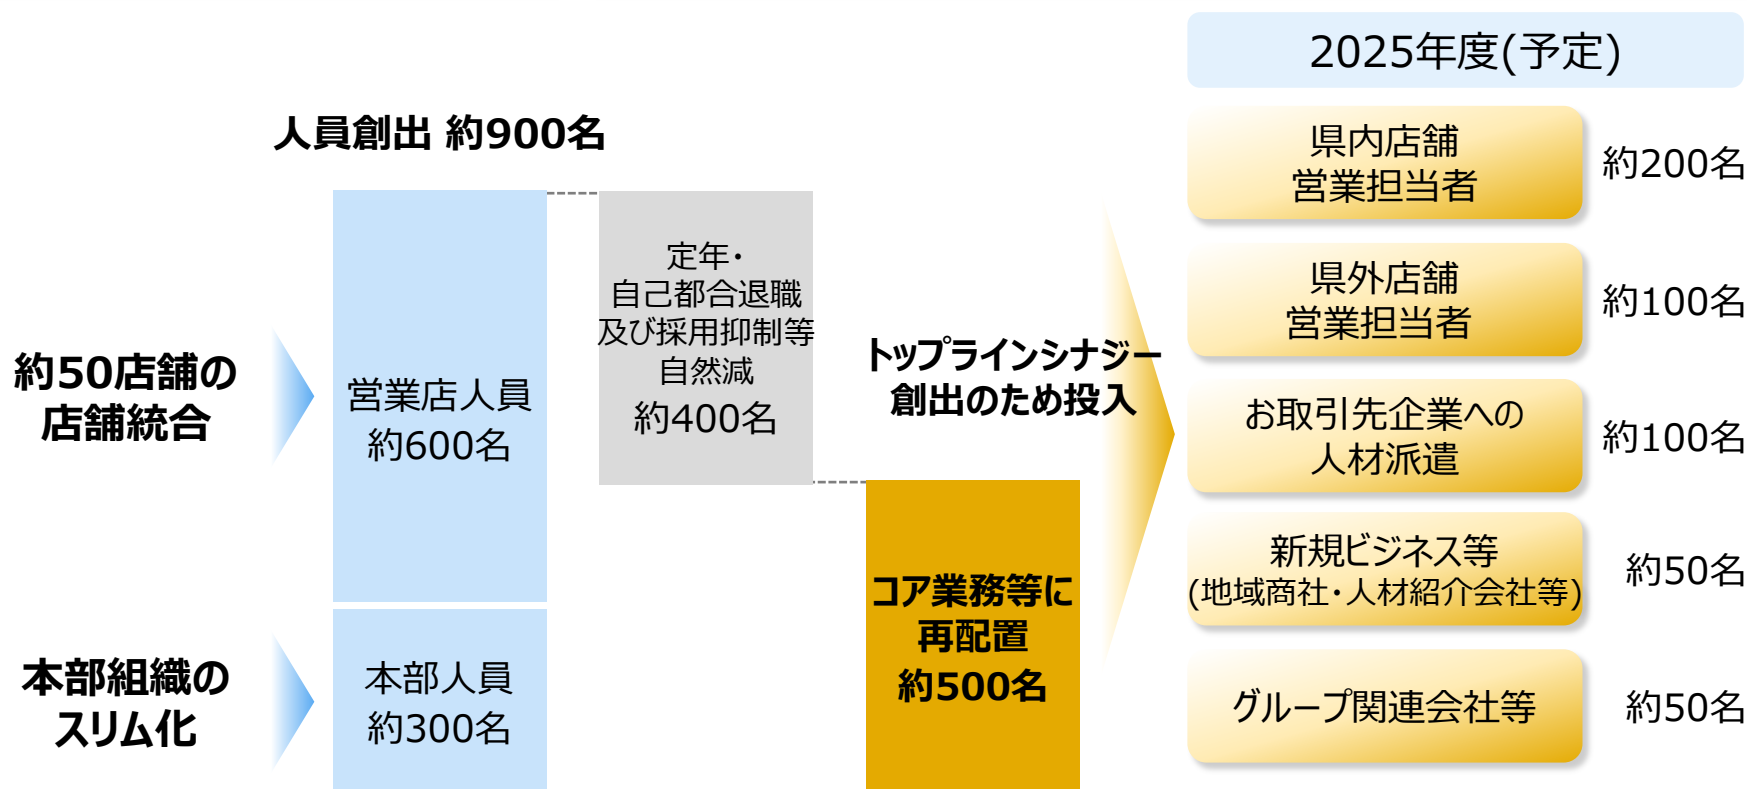 2025年度(予定)
人員創出 約900名
約50店舗の
店舗統合
本部組織の
スリム化
営業店人員
約600名
本部人員
約300名
定年・
自己都合退職
及び採用抑制等
自然減
約400名
トップラインシナジー
創出のため投入
コア業務等に
再配置
約500名
県内店舗
営業担当者
約200名
県外店舗
営業担当者
約100名
お取引先企業への
人材派遣
約100名
新規ビジネス等
(地域商社・人材紹介会社等)
約50名
グループ関連会社等
約50名